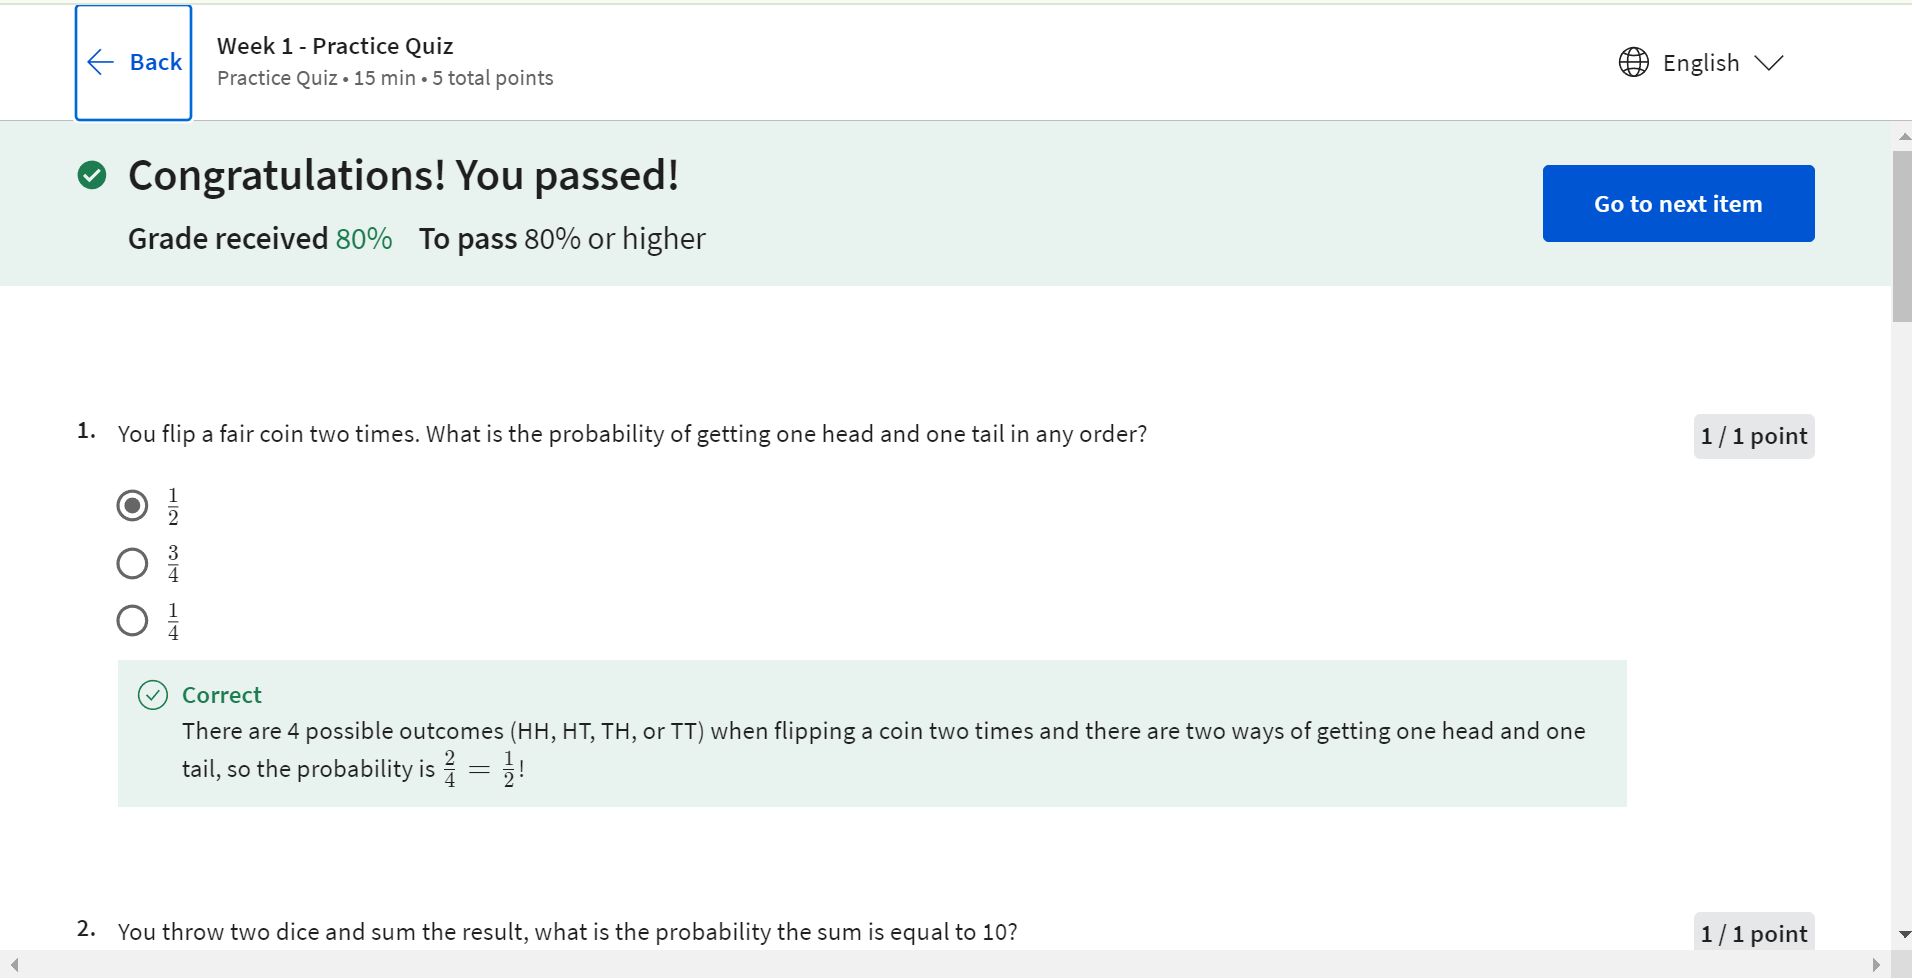 Back
Week 1 - Practice Quiz
Practice Quiz • 15 min • 5 total points
English
Congratulations! You passed!
Grade received 80% To pass 80% or higher
Go to next item
1. You flip a fair coin two times. What is the probability of getting one head and one tail in any order?
1 / 1 point
1/2
3/4
1/4
Correct
There are 4 possible outcomes (HH, HT, TH, or TT) when flipping a coin two times and there are two ways of getting one head and one
tail, so the probability is 2/4 = 1/2!
2. You throw two dice and sum the result, what is the probability the sum is equal to 10?
1 / 1 point